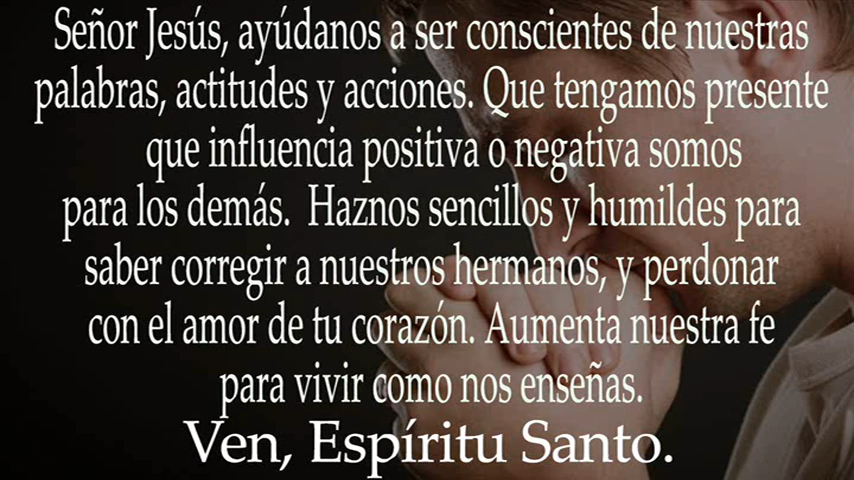 Señor Jesús, ayúdanos a ser conscientes de nuestras
palabras, actitudes y acciones. Que tengamos presente
que influencia positiva o negativa somos
para los demás. Haznos sencillos y humildes para
saber corregir a nuestros hermanos, y perdonar
con el amor de tu corazón. Aumenta nuestra fe
para vivir como nos enseñas.
Ven, Espíritu Santo.